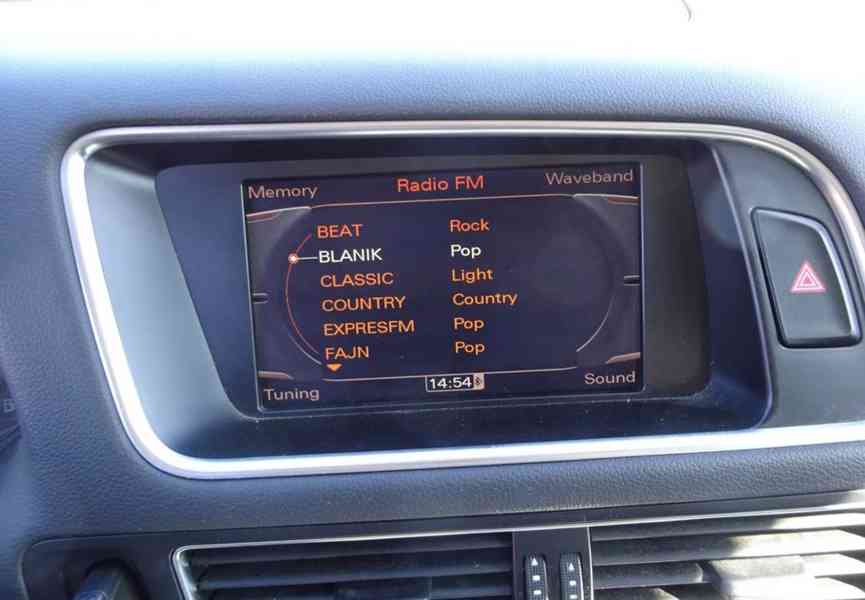 Memory Radio FM Waveband
BEAT Rock
BLANIK Pop
CLASSIC Light
COUNTRY Country
EXPRESFM Pop
FAJN Pop
14:54
Tuning Sound